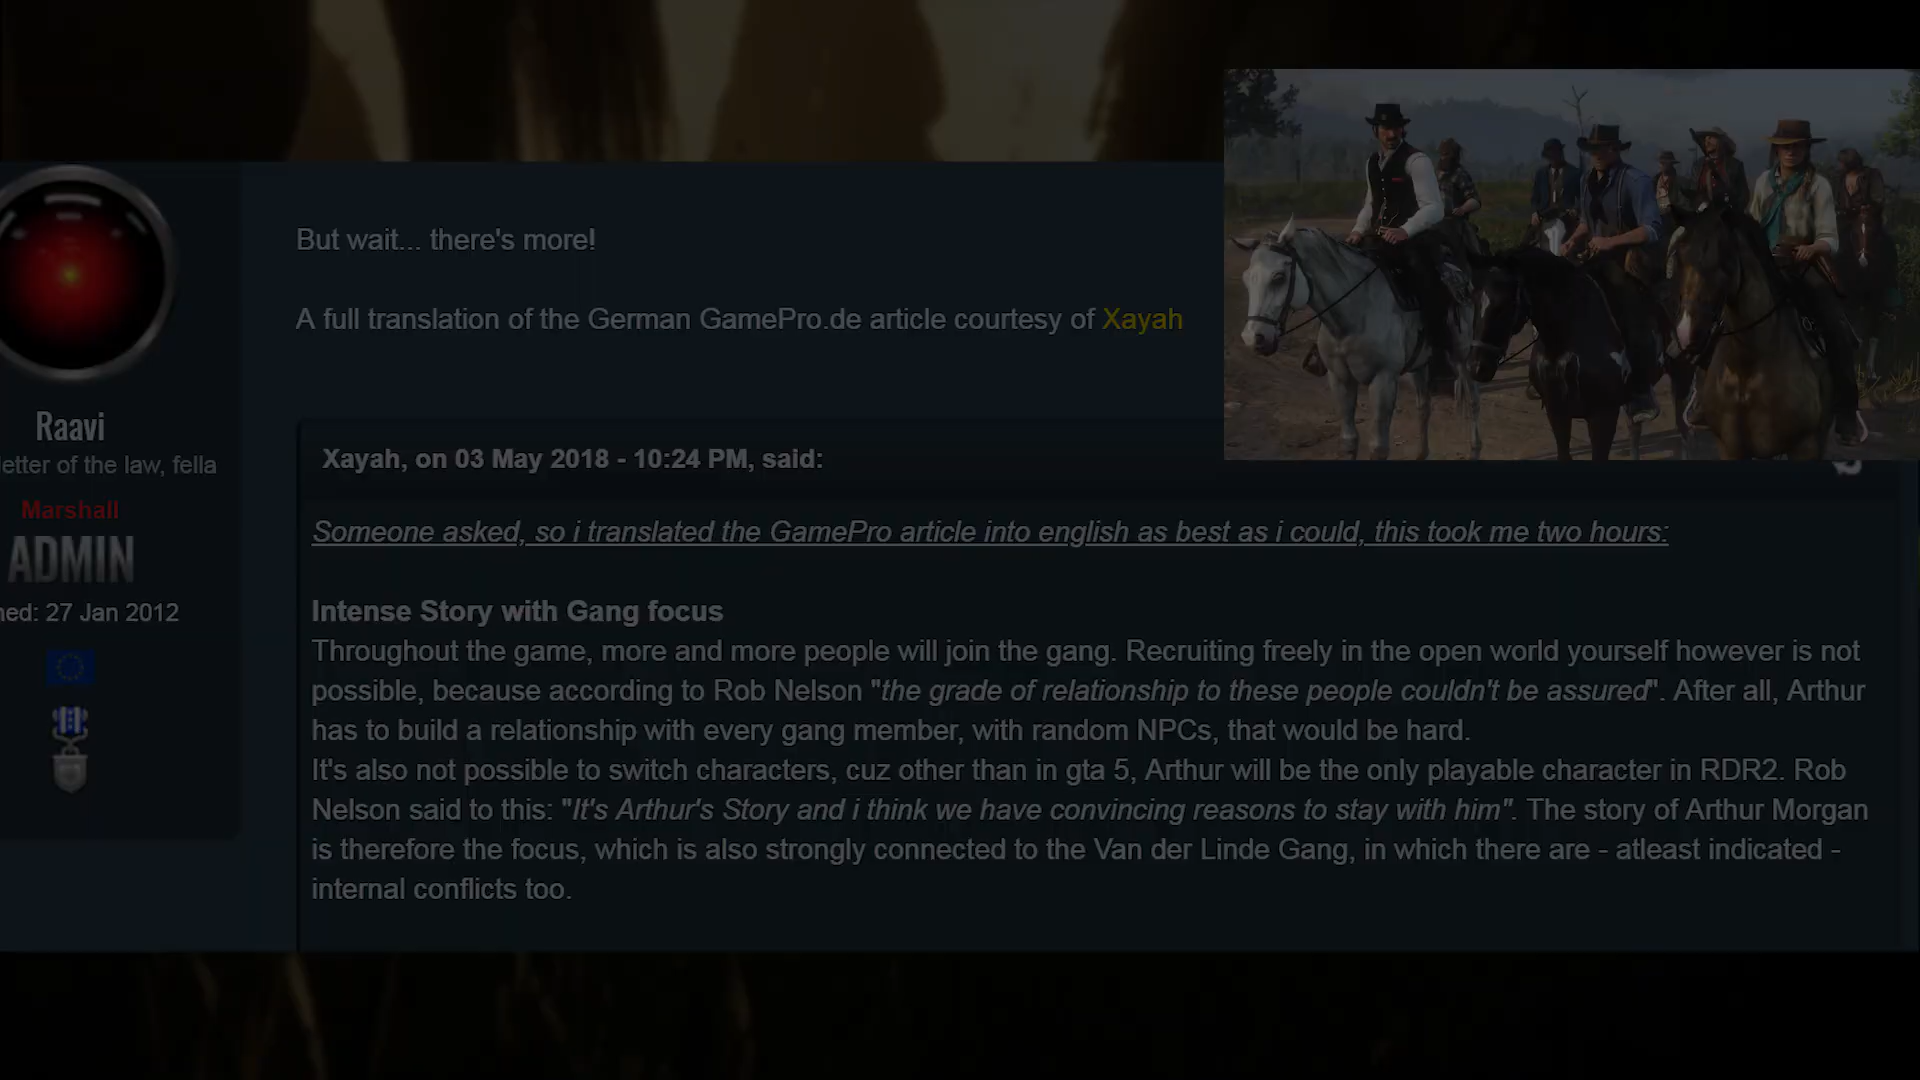 But wait... there's more!
A full translation of the German GamePro.de article courtesy of Xayah
Raavi
etter of the law, fella
Marshall
ADMIN
ned: 27 Jan 2012
Xayah, on 03 May 2018 - 10:24 PM, said:
Someone asked, so i translated the GamePro article into english as best as i could, this took me two hours:
Intense Story with Gang focus
Throughout the game, more and more people will join the gang. Recruiting freely in the open world yourself however is not
possible, because according to Rob Nelson "the grade of relationship to these people couldn't be assured". After all, Arthur
has to build a relationship with every gang member, with random NPCs, that would be hard.
It's also not possible to switch characters, cuz other than in gta 5, Arthur will be the only playable character in RDR2. Rob
Nelson said to this: "It's Arthur's Story and i think we have convincing reasons to stay with him". The story of Arthur Morgan
is therefore the focus, which is also strongly connected to the Van der Linde Gang, in which there are - atleast indicated -
internal conflicts too.